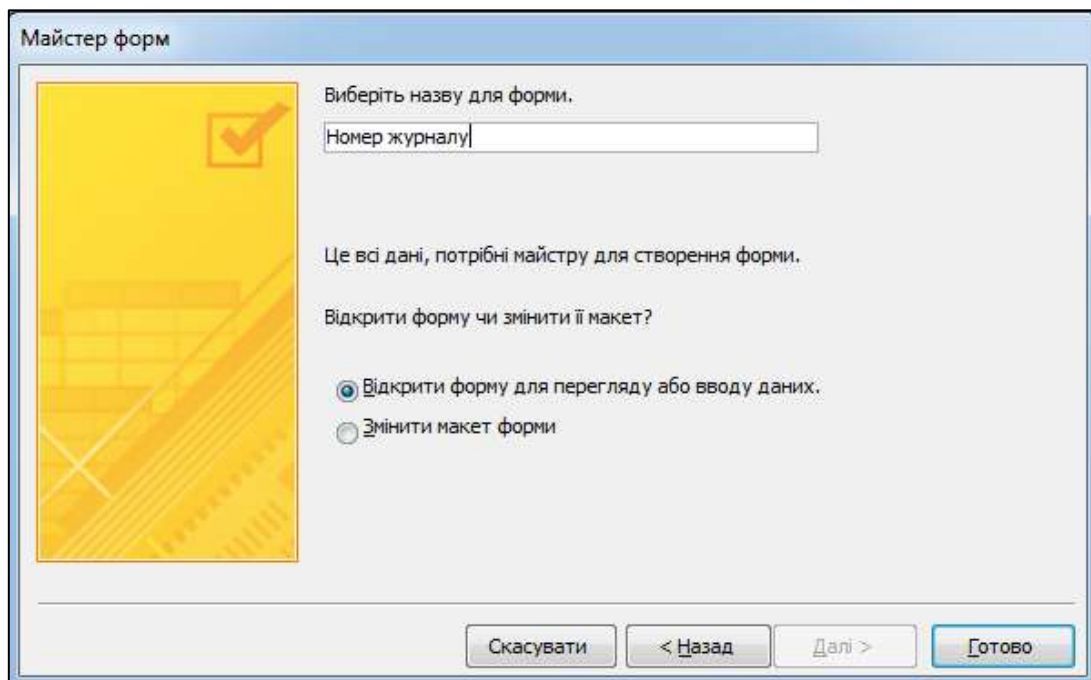 Майстер форм
Виберіть назву для форми.
Номер журналу
Це всі дані, потрібні майстру для створення форми.
Відкрити форму чи змінити її макет?
Відкрити форму для перегляду або вводу даних.
Змінити макет форми
Скасувати < Назад Далі > Готово